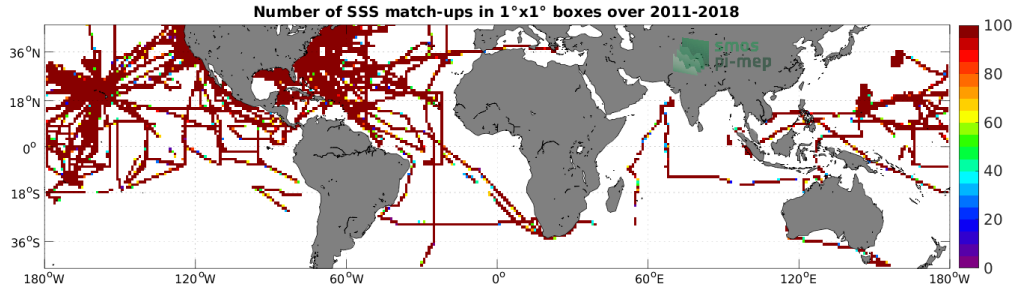 Number of SSS match-ups in 1°x1° boxes over 2011-2018
36°N
18°N
0°
18°S
36°S
180°W
120°W
60°W
0°
60°E
120°E
180°W
100
80
60
40
20
0
smos
pi-mep